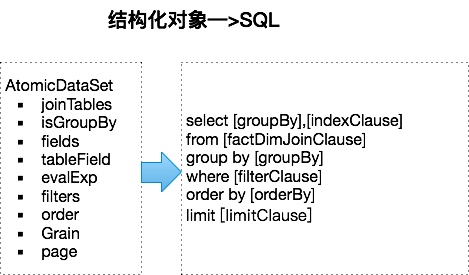 结构化对象—>SQL
AtomicDataSet
▪ joinTables
▪ isGroupBy
▪ fields
▪ tableField
▪ evalExp
▪ filters
▪ order
▪ Grain
▪ page
select [groupBy],[indexClause]
from [factDimJoinClause]
group by [groupBy]
where [filterClause]
order by [orderBy]
limit［limitClause］